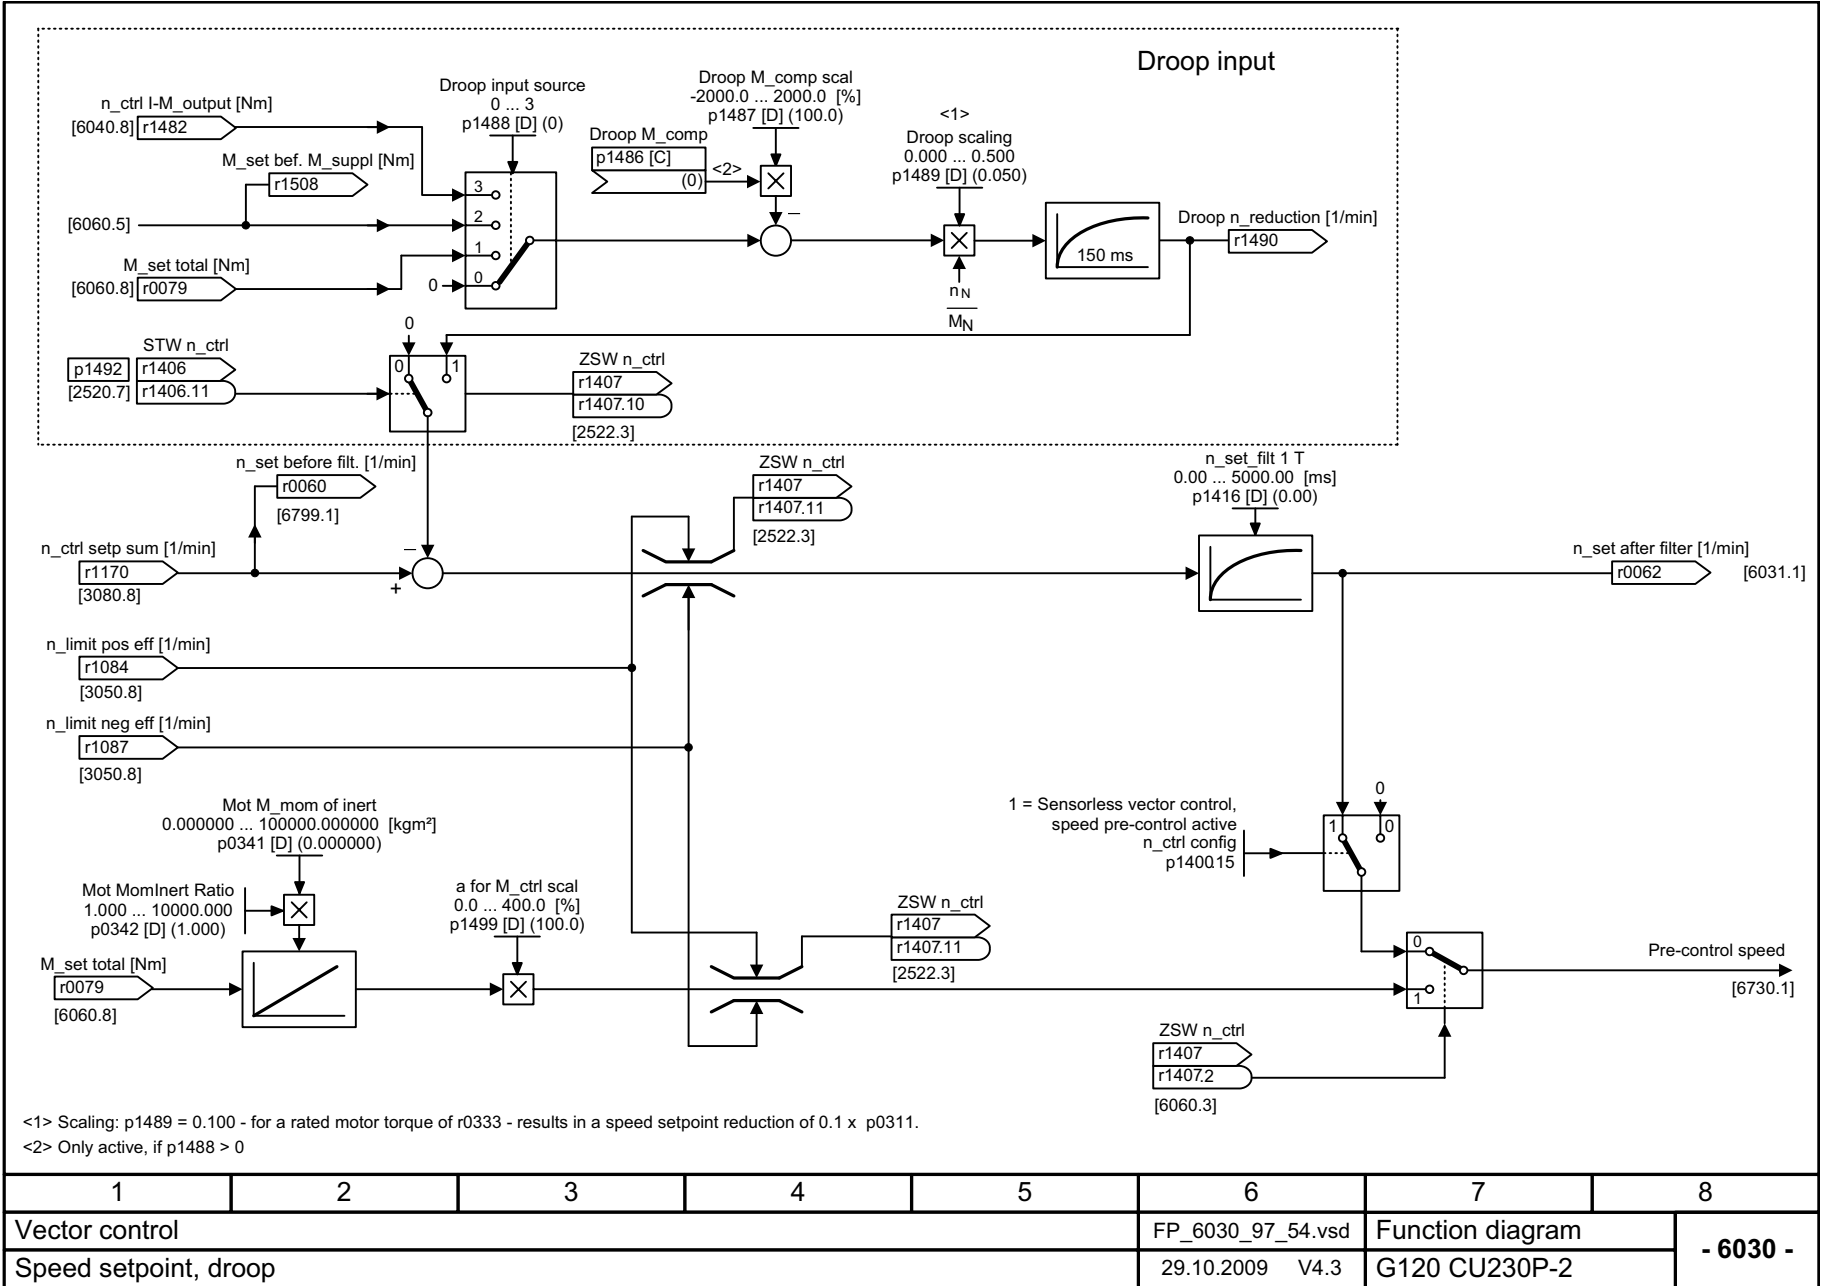 Droop input
n_ctrl I-M_output [Nm]
[6040.8] r1482
M_set bef. M_suppl [Nm]
r1508
[6060.5]
M_set total [Nm]
[6060.8] r0079
Droop input source
0 ... 3
p1488 [D] (0)
3
2
1
0
0
Droop M_comp scal
-2000.0 ... 2000.0 [%]
p1487 [D] (100.0)
Droop M_comp
p1486 [C]
(0)
<2>
×
–
<1>
Droop scaling
0.000 ... 0.500
p1489 [D] (0.050)
×
nN
MN
150 ms
Droop n_reduction [1/min]
r1490
STW n_ctrl
p1492 r1406
[2520.7] r1406.11
0
0 1
ZSW n_ctrl
r1407
r1407.10
[2522.3]
n_set before filt. [1/min]
r0060
[6799.1]
n_ctrl setp sum [1/min]
r1170
[3080.8]
–
+
ZSW n_ctrl
r1407
r1407.11
[2522.3]
n_set_filt 1 T
0.00 ... 5000.00 [ms]
p1416 [D] (0.00)
n_set after filter [1/min]
r0062 [6031.1]
n_limit pos eff [1/min]
r1084
[3050.8]
n_limit neg eff [1/min]
r1087
[3050.8]
Mot M_mom of inert
0.000000 ... 100000.000000 [kgm²]
p0341 [D] (0.000000)
Mot MomInert Ratio
1.000 ... 10000.000
p0342 [D] (1.000)
×
M_set total [Nm]
r0079
[6060.8]
a for M_ctrl scal
0.0 ... 400.0 [%]
p1499 [D] (100.0)
×
ZSW n_ctrl
r1407
r1407.11
[2522.3]
1 = Sensorless vector control,
speed pre-control active
n_ctrl config
p1400.15
0
1 0
0
1
Pre-control speed
[6730.1]
ZSW n_ctrl
r1407
r1407.2
[6060.3]
<1> Scaling: p1489 = 0.100 - for a rated motor torque of r0333 - results in a speed setpoint reduction of 0.1 x p0311.
<2> Only active, if p1488 > 0
1 2 3 4 5 6 7 8
Vector control FP_6030_97_54.vsd Function diagram
- 6030 -
Speed setpoint, droop 29.10.2009 V4.3 G120 CU230P-2